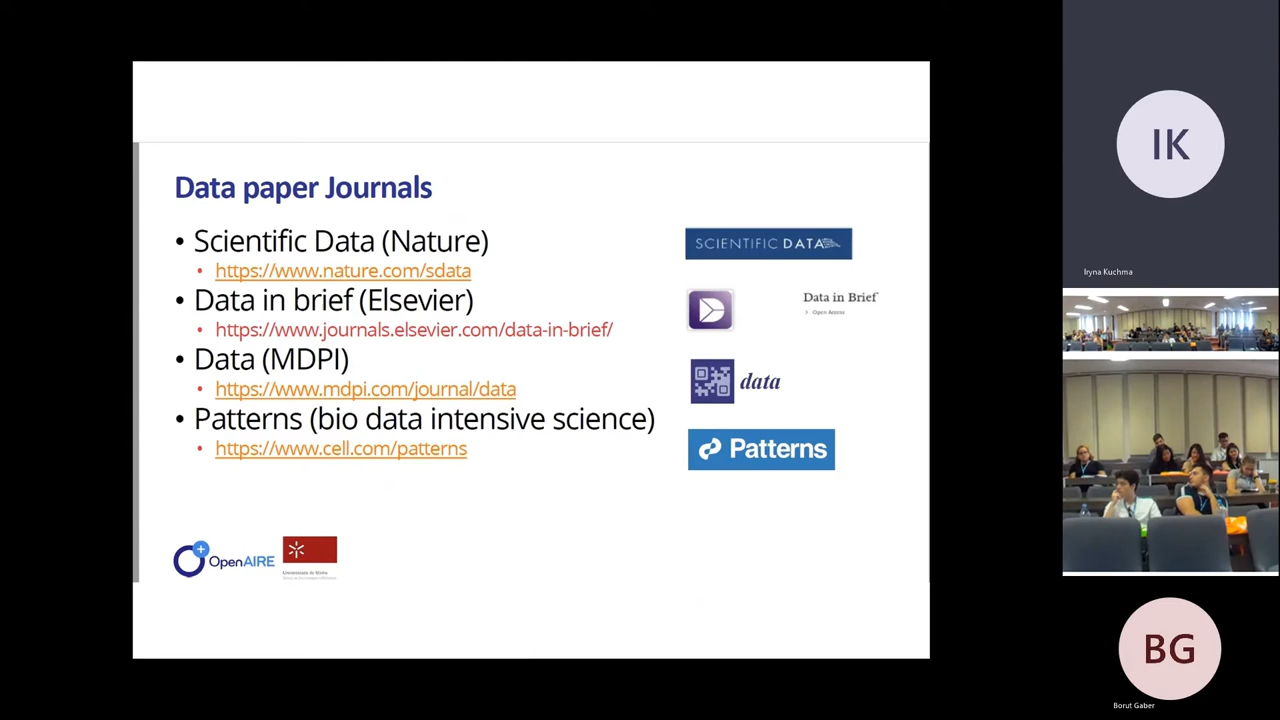 Data paper Journals
• Scientific Data (Nature)
• https://www.nature.com/sdata
• Data in brief (Elsevier)
• https://www.journals.elsevier.com/data-in-brief/
• Data (MDPI)
• https://www.mdpi.com/journal/data
• Patterns (bio data intensive science)
• https://www.cell.com/patterns
SCIENTIFIC DATA
Data in Brief
Open Access
data
Patterns
OpenAIRE
Universidade do Minho
IK
Iryna Kuchma
BG
Borut Gaber